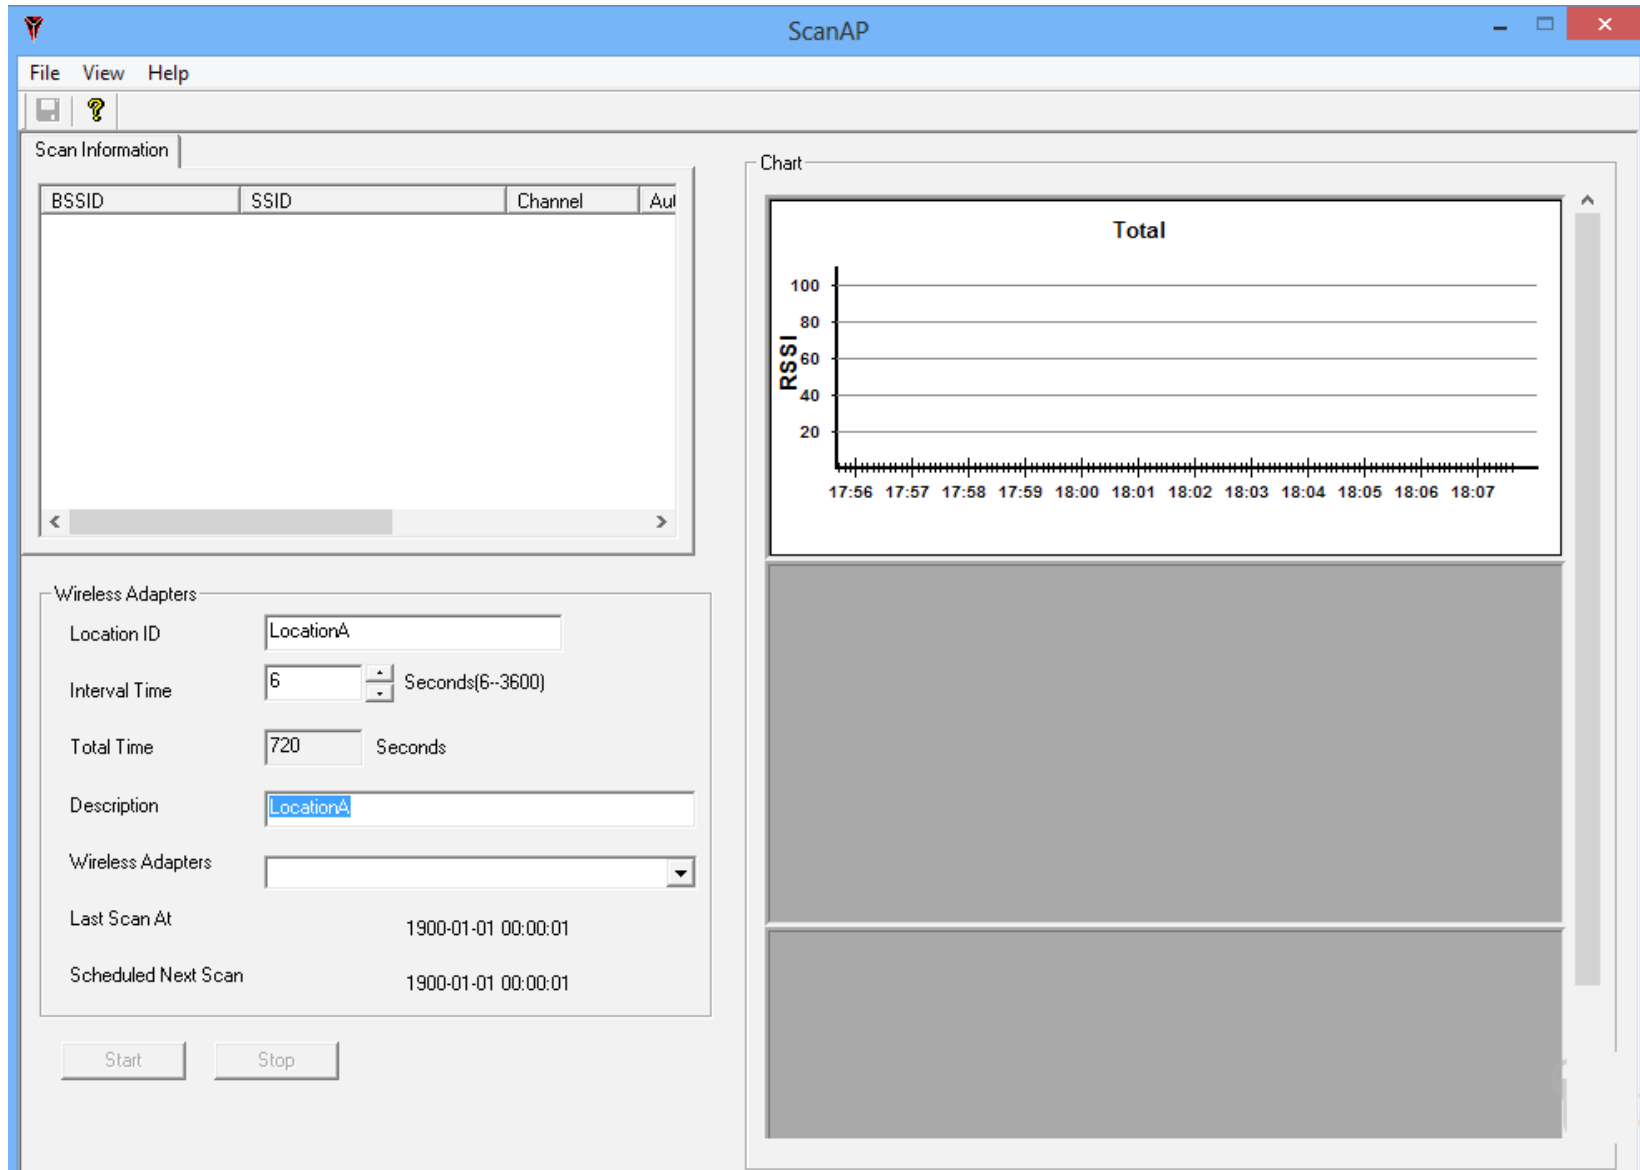 ScanAP
File View Help
Scan Information
BSSID SSID Channel Aut
Wireless Adapters
Location ID LocationA
Interval Time 6 Seconds(6--3600)
Total Time 720 Seconds
Description LocationA
Wireless Adapters
Last Scan At 1900-01-01 00:00:01
Scheduled Next Scan 1900-01-01 00:00:01
Start Stop
Chart
Total
RSSI
100
80
60
40
20
17:56 17:57 17:58 17:59 18:00 18:01 18:02 18:03 18:04 18:05 18:06 18:07